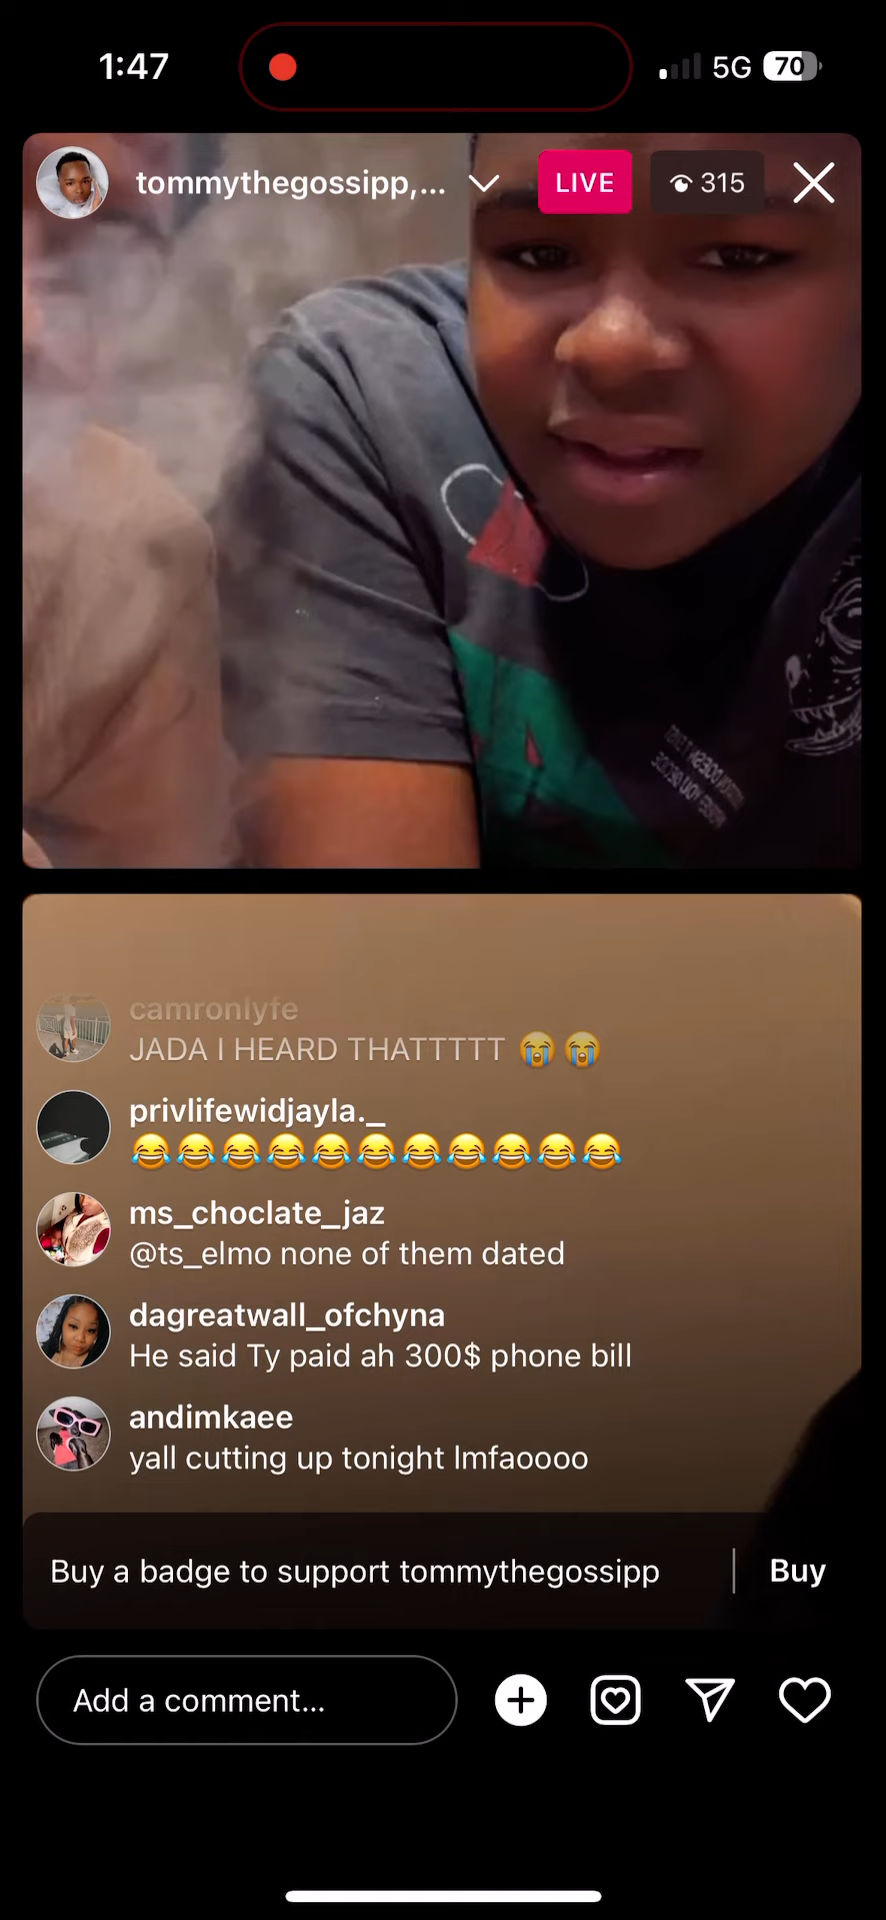 1:47
5G
70
tommythegossipp,...
LIVE
315
camronlyfe
JADA I HEARD THATTTTT 😭 😭
privlifewidjayla._
😂😂😂😂😂😂😂😂😂😂😂
ms_choclate_jaz
@ts_elmo none of them dated
dagreatwall_ofchyna
He said Ty paid ah 300$ phone bill
andimkaee
yall cutting up tonight lmfaoooo
Buy a badge to support tommythegossipp
Buy
Add a comment...